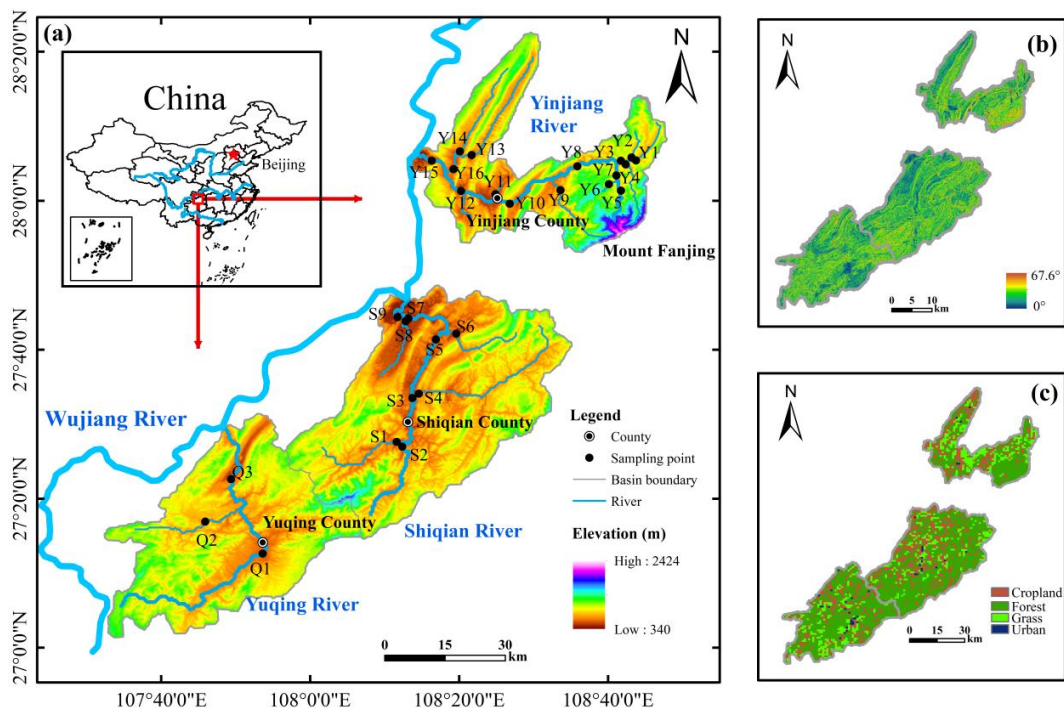 (a)
N
China
Beijing
28°20'0"N
28°0'0"N
27°40'0"N
27°20'0"N
27°0'0"N
Yinjiang
River
Y14
Y13
Y15
Y16
Y12
Y11
Y10
Y8
Y9
Y3
Y2
Y1
Y7
Y4
Y6
Y5
Yinjiang County
Mount Fanjing
S9
S7
S8
S6
S5
S3
S4
Shiqian County
S1
S2
Wujiang River
Q3
Q2
Yuqing County
Q1
Shiqian River
Yuqing River
Legend
County
Sampling point
Basin boundary
River
Elevation (m)
High : 2424
Low : 340
0 15 30
km
107°40'0"E
108°0'0"E
108°20'0"E
108°40'0"E
(b)
N
67.6°
0°
0 5 10
km
(c)
N
Cropland
Forest
Grass
Urban
0 15 30
km